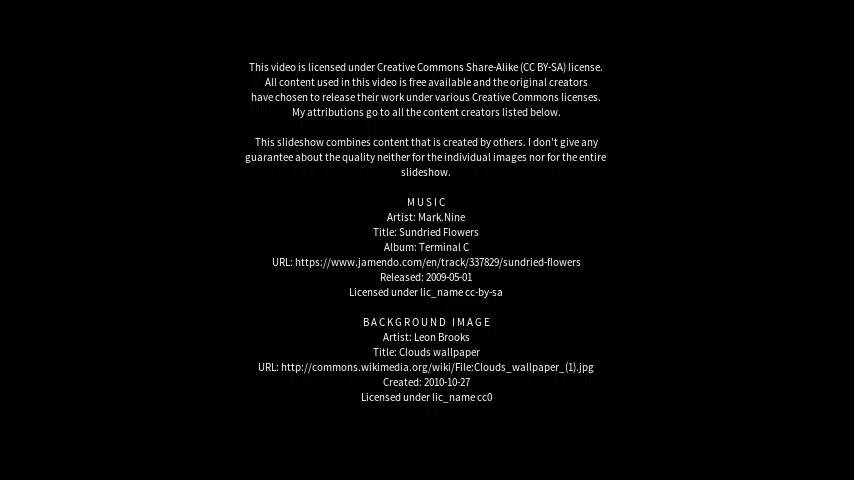 This video is licensed under Creative Commons Share-Alike (CC BY-SA) license.
All content used in this video is free available and the original creators
have chosen to release their work under various Creative Commons licenses.
My attributions go to all the content creators listed below.
This slideshow combines content that is created by others. I don't give any
guarantee about the quality neither for the individual images nor for the entire
slideshow.
MUSIC
Artist: Mark.Nine
Title: Sundried Flowers
Album: Terminal C
URL: https://www.jamendo.com/en/track/337829/sundried-flowers
Released: 2009-05-01
Licensed under lic_name cc-by-sa
BACKGROUND IMAGE
Artist: Leon Brooks
Title: Clouds wallpaper
URL: http://commons.wikimedia.org/wiki/File:Clouds_wallpaper_(1).jpg
Created: 2010-10-27
Licensed under lic_name cc0